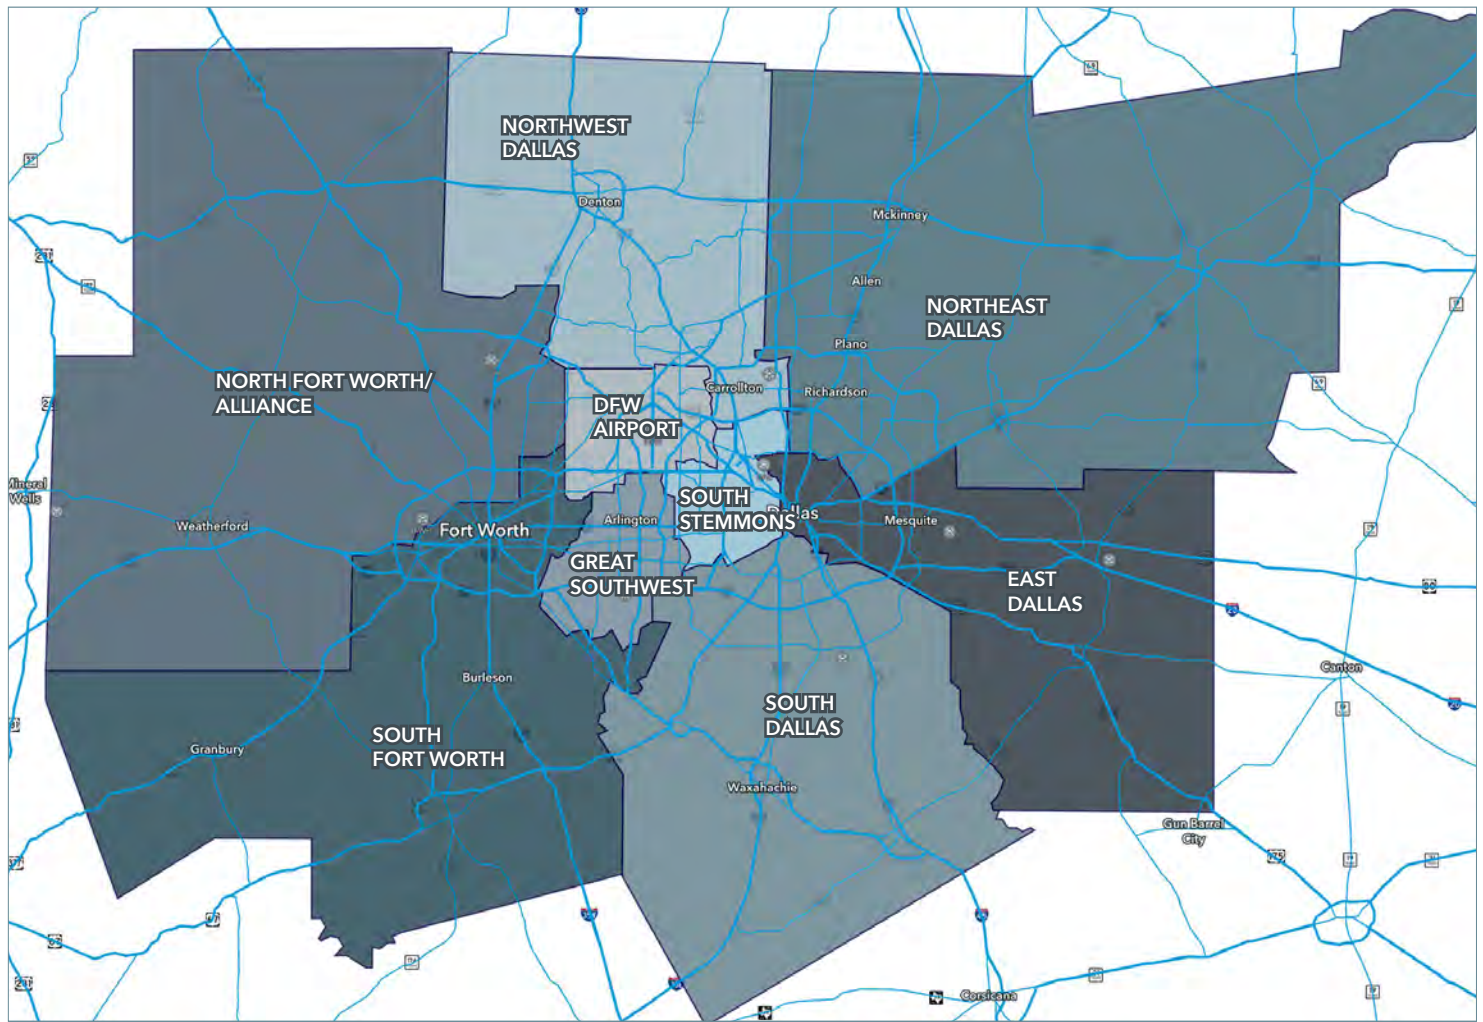 NORTHWEST
DALLAS
Denton
Mckinney
Allen
NORTHEAST
DALLAS
Plano
NORTH FORT WORTH/
ALLIANCE
Carrollton
Richardson
DFW
AIRPORT
Mineral
Wells
SOUTH
STEMMONS
Dallas
Weatherford
Fort Worth
Arlington
Mesquite
GREAT
SOUTHWEST
EAST
DALLAS
Canton
Burleson
SOUTH
DALLAS
SOUTH
FORT WORTH
Granbury
Waxahachie
Gun Barrel
City
Corsicana